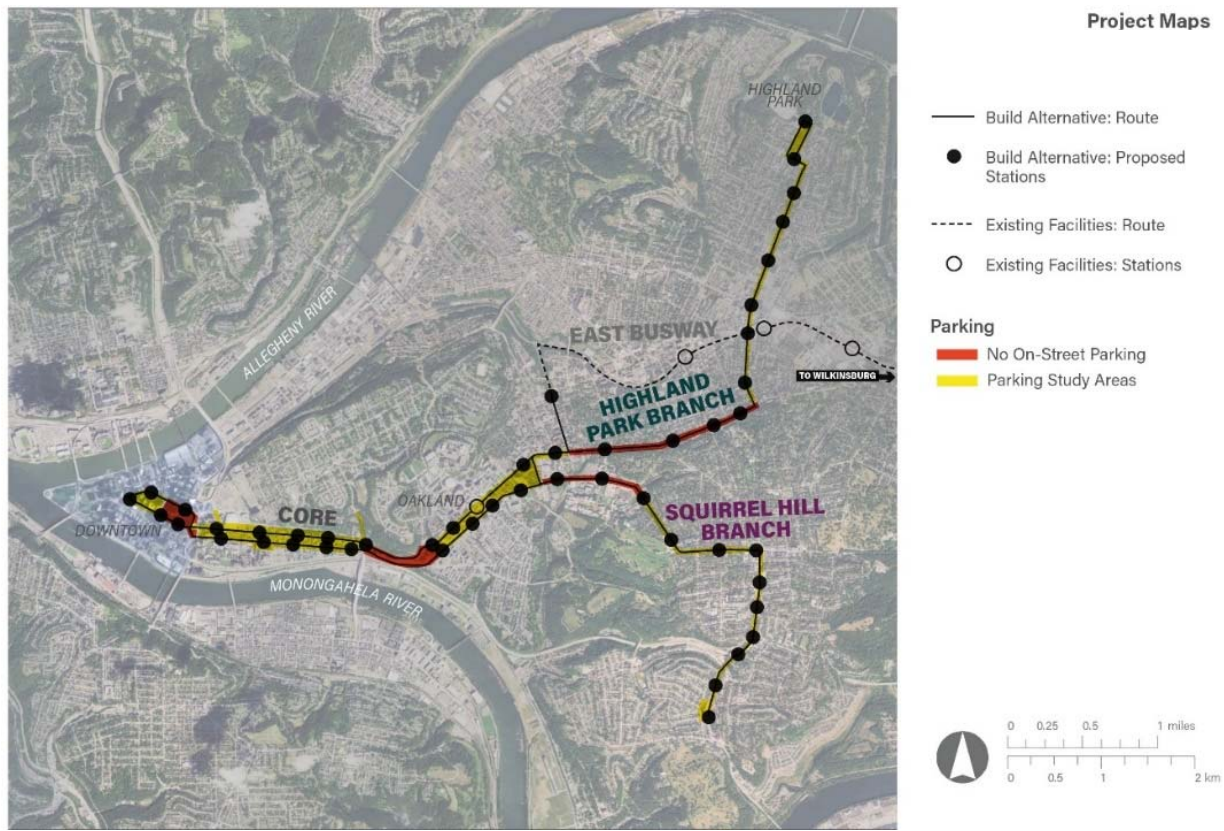 Project Maps
HIGHLAND
PARK
ALLEGHENY RIVER
EAST BUSWAY
TO WILKINSBURG
HIGHLAND
PARK BRANCH
OAKLAND
CORE
DOWNTOWN
SQUIRREL HILL
BRANCH
MONONGAHELA RIVER
Build Alternative: Route
Build Alternative: Proposed
Stations
Existing Facilities: Route
Existing Facilities: Stations
Parking
No On-Street Parking
Parking Study Areas
0 0.25 0.5 1 miles
0 0.5 1 2 km